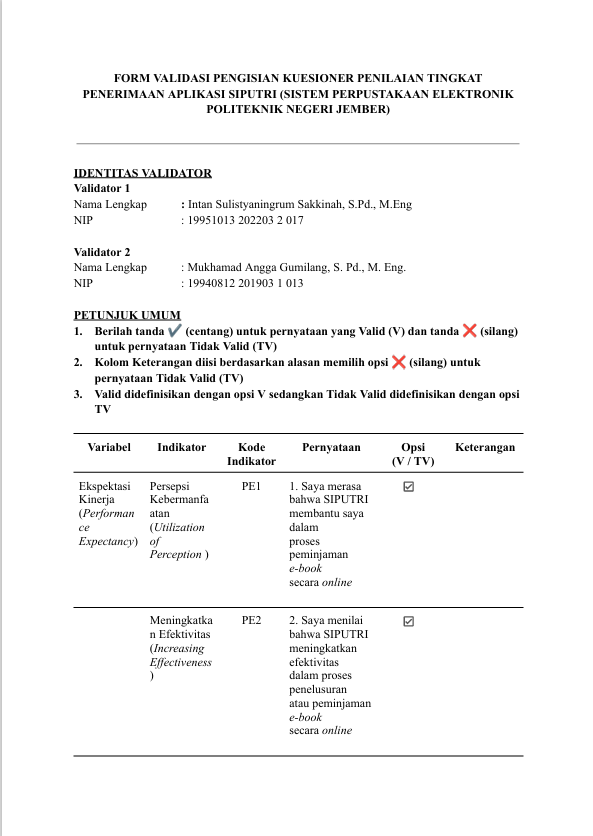 FORM VALIDASI PENGISIAN KUESIONER PENILAIAN TINGKAT
PENERIMAAN APLIKASI SIPUTRI (SISTEM PERPUSTAKAAN ELEKTRONIK
POLITEKNIK NEGERI JEMBER)
IDENTITAS VALIDATOR
Validator 1
Nama Lengkap : Intan Sulistyaningrum Sakkinah, S.Pd., M.Eng
NIP : 19951013 202203 2 017
Validator 2
Nama Lengkap : Mukhamad Angga Gumilang, S. Pd., M. Eng.
NIP : 19940812 201903 1 013
PETUNJUK UMUM
1. Berilah tanda ✔ (centang) untuk pernyataan yang Valid (V) dan tanda ❌ (silang)
untuk pernyataan Tidak Valid (TV)
2. Kolom Keterangan diisi berdasarkan alasan memilih opsi ❌ (silang) untuk
pernyataan Tidak Valid (TV)
3. Valid didefinisikan dengan opsi V sedangkan Tidak Valid didefinisikan dengan opsi
TV
Variabel
Indikator
Kode
Indikator
Pernyataan
Opsi
(V / TV)
Keterangan
Ekspektasi
Kinerja
(Performan
ce
Expectancy)
Persepsi
Kebermanfa
atan
(Utilization
of
Perception )
PE1
1. Saya merasa
bahwa SIPUTRI
membantu saya
dalam
proses
peminjaman
e-book
secara online
☑
Meningkatka
n Efektivitas
(Increasing
Effectiveness
)
PE2
2. Saya menilai
bahwa SIPUTRI
meningkatkan
efektivitas
dalam proses
penelusuran
atau peminjaman
e-book
secara online
☑